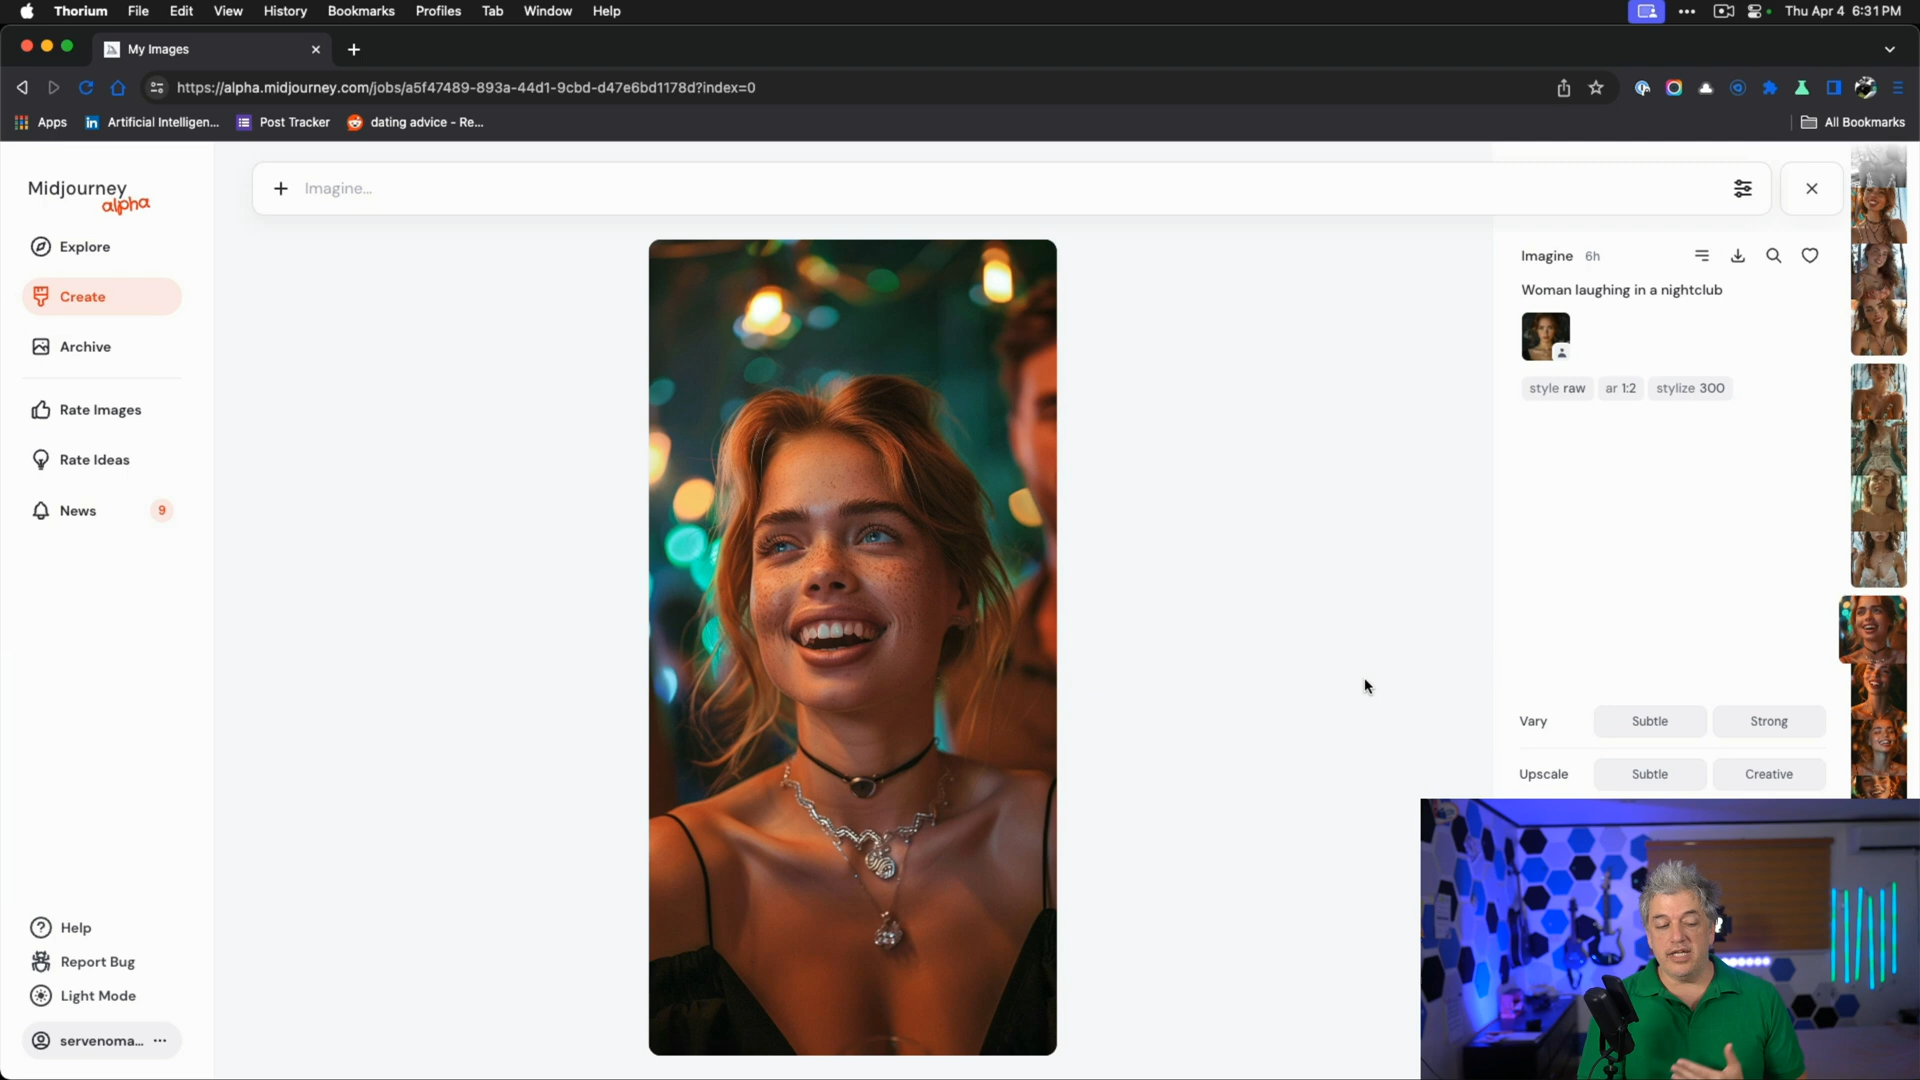 Thorium File Edit View History Bookmarks Profiles Tab Window Help
Thu Apr 4 6:31 PM
My Images
https://alpha.midjourney.com/jobs/a5f47489-893a-44d1-9cbd-d47e6bd1178d?index=0
Apps Artificial Intelligen... Post Tracker dating advice - Re... All Bookmarks
Midjourney
alpha
Imagine...
Explore
Create
Archive
Rate Images
Rate Ideas
News 9
Imagine 6h
Woman laughing in a nightclub
style raw ar 1:2 stylize 300
Vary Subtle Strong
Upscale Subtle Creative
Help
Report Bug
Light Mode
servenoma... ...